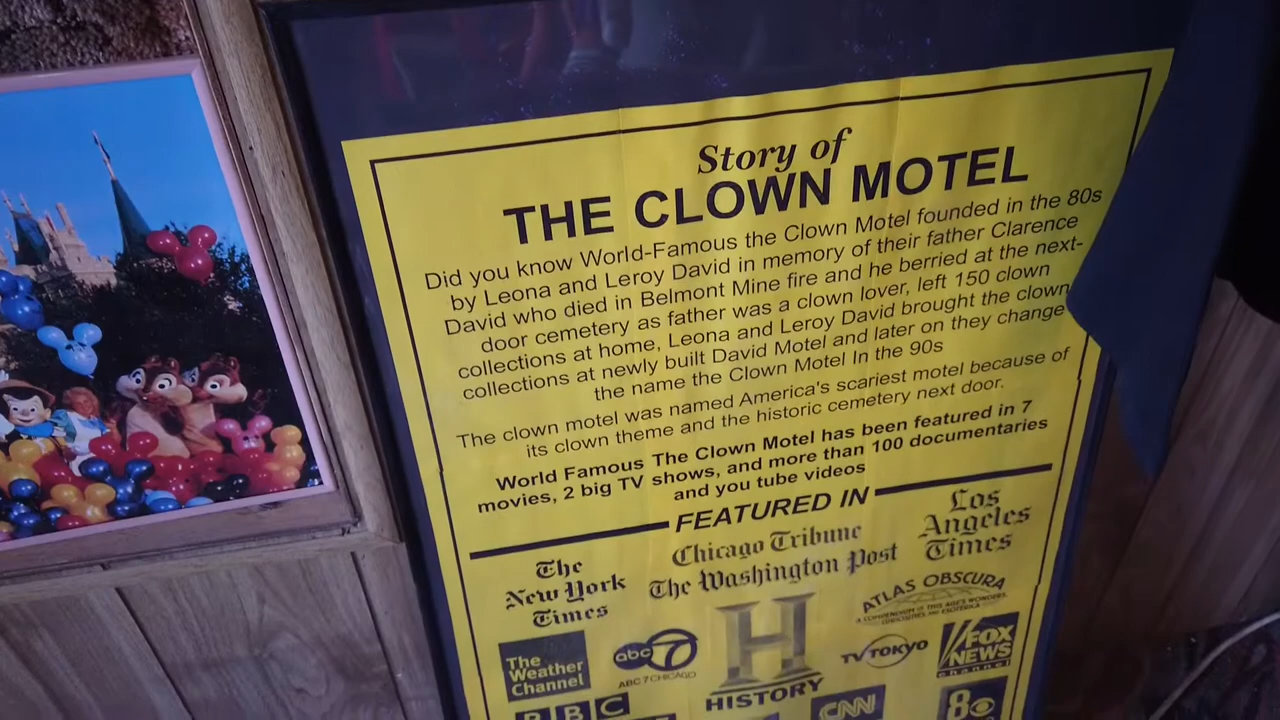 Story of
THE CLOWN MOTEL
Did you know World-Famous the Clown Motel founded in the 80s
by Leona and Leroy David in memory of their father Clarence
David who died in Belmont Mine fire and he berried at the next-
door cemetery as father was a clown lover, left 150 clown
collections at home, Leona and Leroy David brought the clown
collections at newly built David Motel and later on they change
the name the Clown Motel In the 90s
The clown motel was named America's scariest motel because of
its clown theme and the historic cemetery next door.
World Famous The Clown Motel has been featured in 7
movies, 2 big TV shows, and more than 100 documentaries
and you tube videos
FEATURED IN
The
New York
Times
Chicago Tribune
The Washington Post
Los
Angeles
Times
ATLAS OBSCURA
A COMPENDIUM OF THIS AGE'S WONDERS,
CURIOSITIES, AND ESOTERICA
The
Weather
Channel
abc 7
ABC 7 CHICAGO
H
HISTORY
TV TOKYO
FOX
NEWS
channel
BBC
CNN
8